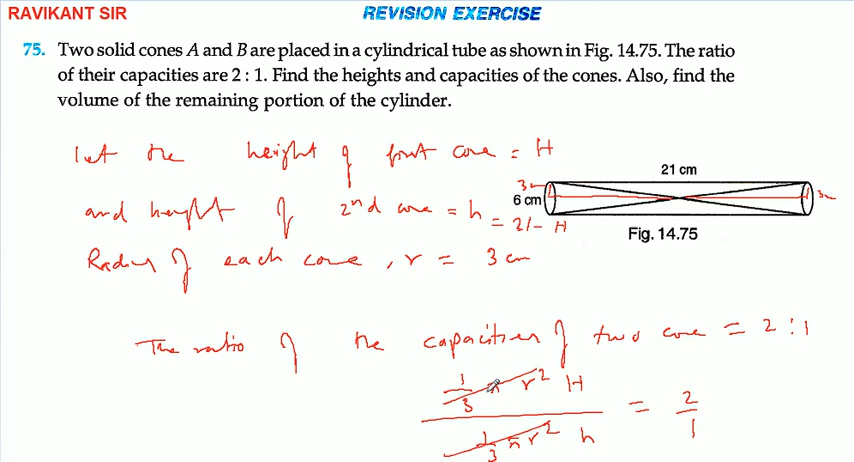 RAVIKANT SIR
REVISION EXERCISE
75. Two solid cones A and B are placed in a cylindrical tube as shown in Fig. 14.75. The ratio
of their capacities are 2 : 1. Find the heights and capacities of the cones. Also, find the
volume of the remaining portion of the cylinder.
Let the height of first cone = H
21 cm
3 cm
6 cm
3 cm
and height of 2nd cone = h
= 21 - H
Fig. 14.75
Radius of each cone, r = 3 cm
The ratio of the capacities of two cone = 2 : 1
1/3 π r² H
= 2/1
1/3 π r² h